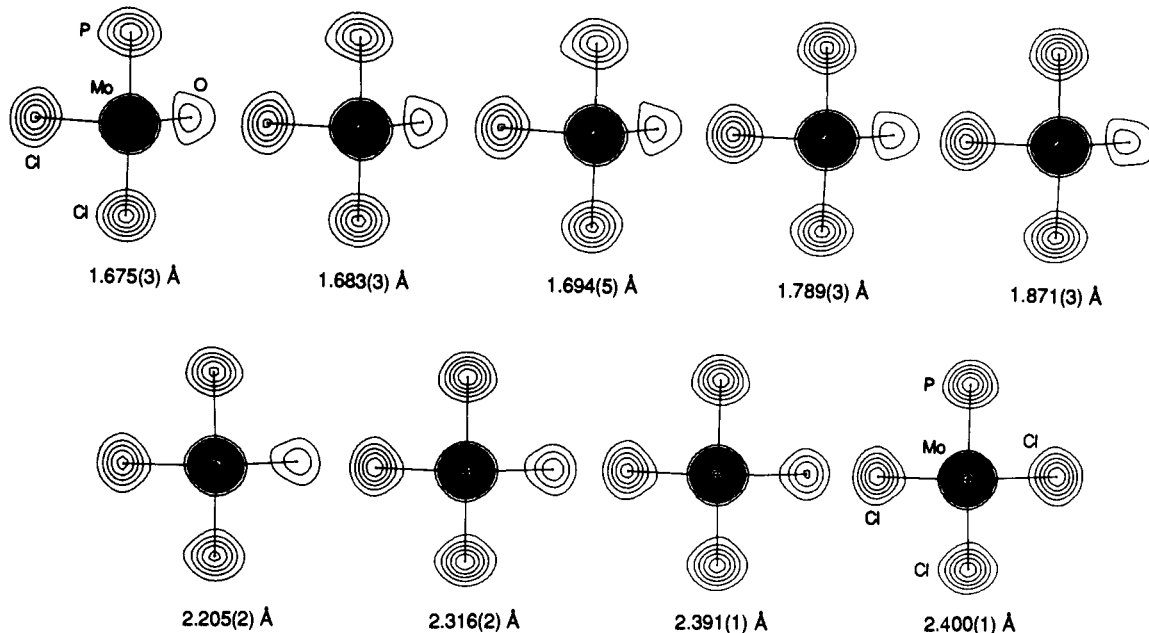 P
Mo
O
Cl
Cl
1.675(3) Å
1.683(3) Å
1.694(5) Å
1.789(3) Å
1.871(3) Å
P
Mo
Cl
Cl
Cl
2.205(2) Å
2.316(2) Å
2.391(1) Å
2.400(1) Å